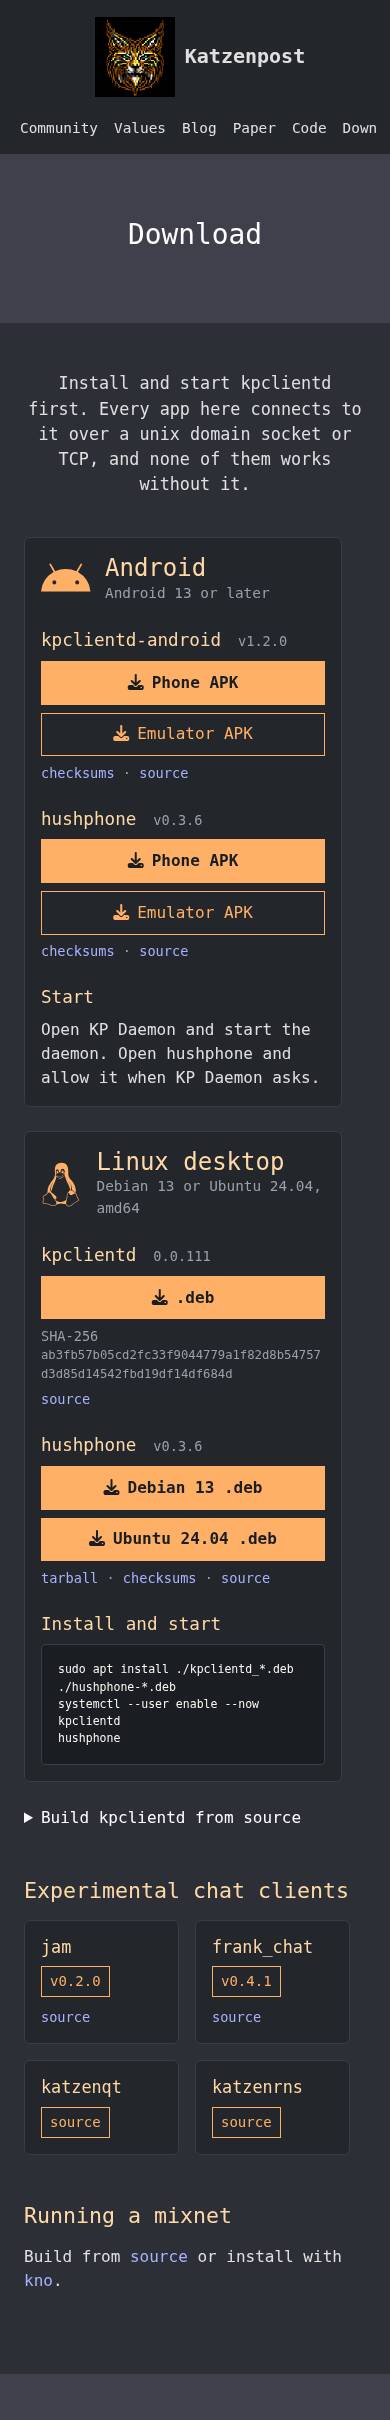 Katzenpost
Community Values Blog Paper Code Down
Download
Install and start kpclientd
first. Every app here connects to
it over a unix domain socket or
TCP, and none of them works
without it.
Android
Android 13 or later
kpclientd-android v1.2.0
Phone APK
Emulator APK
checksums · source
hushphone v0.3.6
Phone APK
Emulator APK
checksums · source
Start
Open KP Daemon and start the
daemon. Open hushphone and
allow it when KP Daemon asks.
Linux desktop
Debian 13 or Ubuntu 24.04,
amd64
kpclientd 0.0.111
.deb
SHA-256
ab3fb57b05cd2fc33f9044779a1f82d8b54757
d3d85d14542fbd19df14df684d
source
hushphone v0.3.6
Debian 13 .deb
Ubuntu 24.04 .deb
tarball · checksums · source
Install and start
sudo apt install ./kpclientd_*.deb
./hushphone-*.deb
systemctl --user enable --now
kpclientd
hushphone
Build kpclientd from source
Experimental chat clients
jam
v0.2.0
source
frank_chat
v0.4.1
source
katzenqt
source
katzenrns
source
Running a mixnet
Build from source or install with
kno.